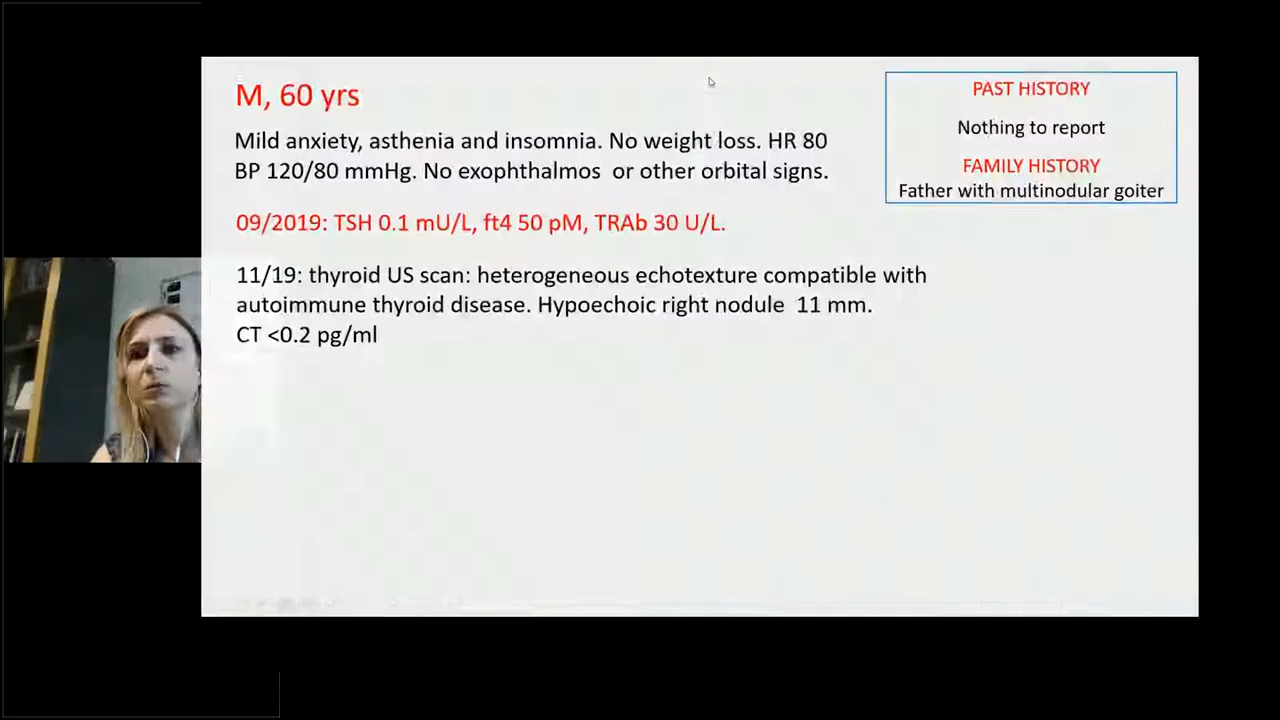 M, 60 yrs
Mild anxiety, asthenia and insomnia. No weight loss. HR 80
BP 120/80 mmHg. No exophthalmos or other orbital signs.
09/2019: TSH 0.1 mU/L, ft4 50 pM, TRAb 30 U/L.
11/19: thyroid US scan: heterogeneous echotexture compatible with
autoimmune thyroid disease. Hypoechoic right nodule 11 mm.
CT <0.2 pg/ml
PAST HISTORY
Nothing to report
FAMILY HISTORY
Father with multinodular goiter